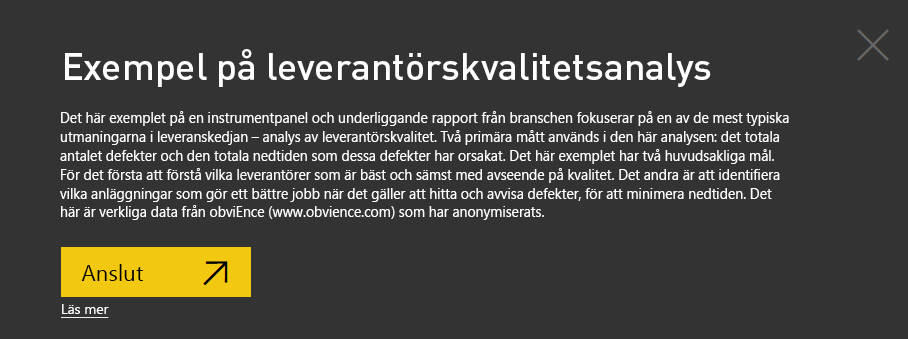 Exempel på leverantörskvalitetsanalys
Det här exemplet på en instrumentpanel och underliggande rapport från branschen fokuserar på en av de mest typiska
utmaningarna i leveranskedjan – analys av leverantörskvalitet. Två primära mått används i den här analysen: det totala
antalet defekter och den totala nedtiden som dessa defekter har orsakat. Det här exemplet har två huvudsakliga mål.
För det första att förstå vilka leverantörer som är bäst och sämst med avseende på kvalitet. Det andra är att identifiera
vilka anläggningar som gör ett bättre jobb när det gäller att hitta och avvisa defekter, för att minimera nedtiden. Det
här är verkliga data från obviEnce (www.obvience.com) som har anonymiserats.
Anslut
Läs mer